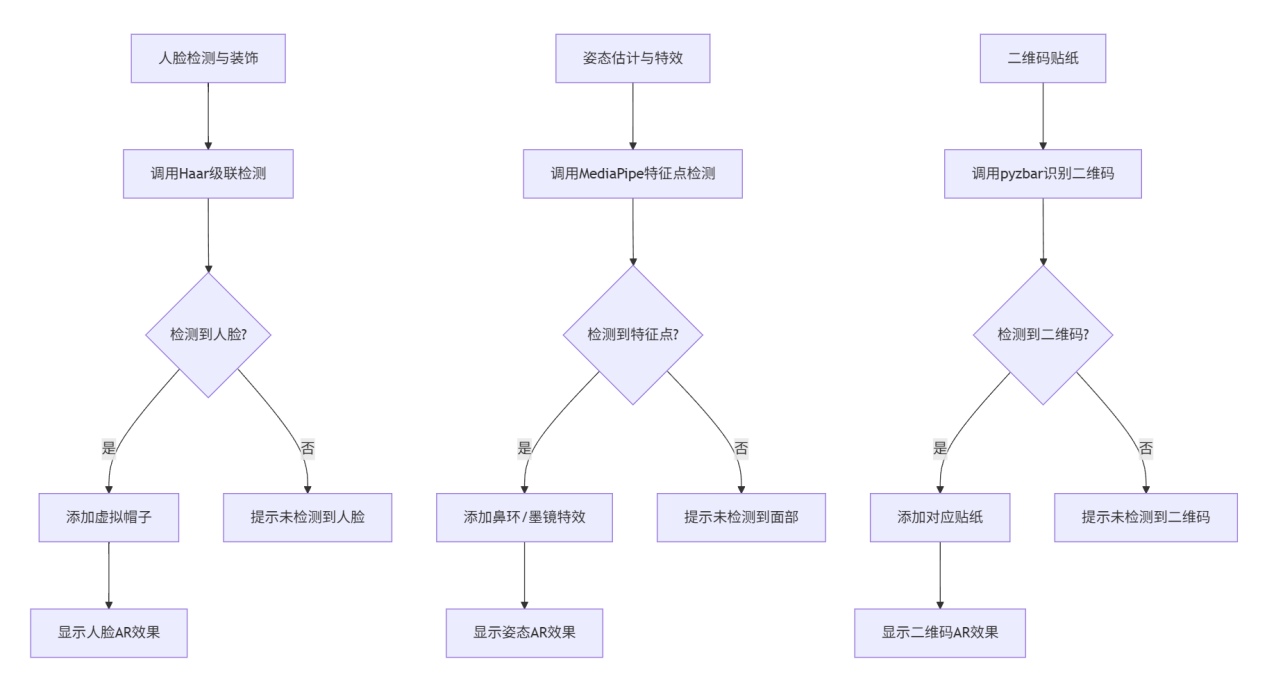 人脸检测与装饰
姿态估计与特效
二维码贴纸
调用Haar级联检测
调用MediaPipe特征点检测
调用pyzbar识别二维码
检测到人脸?
检测到特征点?
检测到二维码?
是
否
是
否
是
否
添加虚拟帽子
提示未检测到人脸
添加鼻环/墨镜特效
提示未检测到面部
添加对应贴纸
提示未检测到二维码
显示人脸AR效果
显示姿态AR效果
显示二维码AR效果